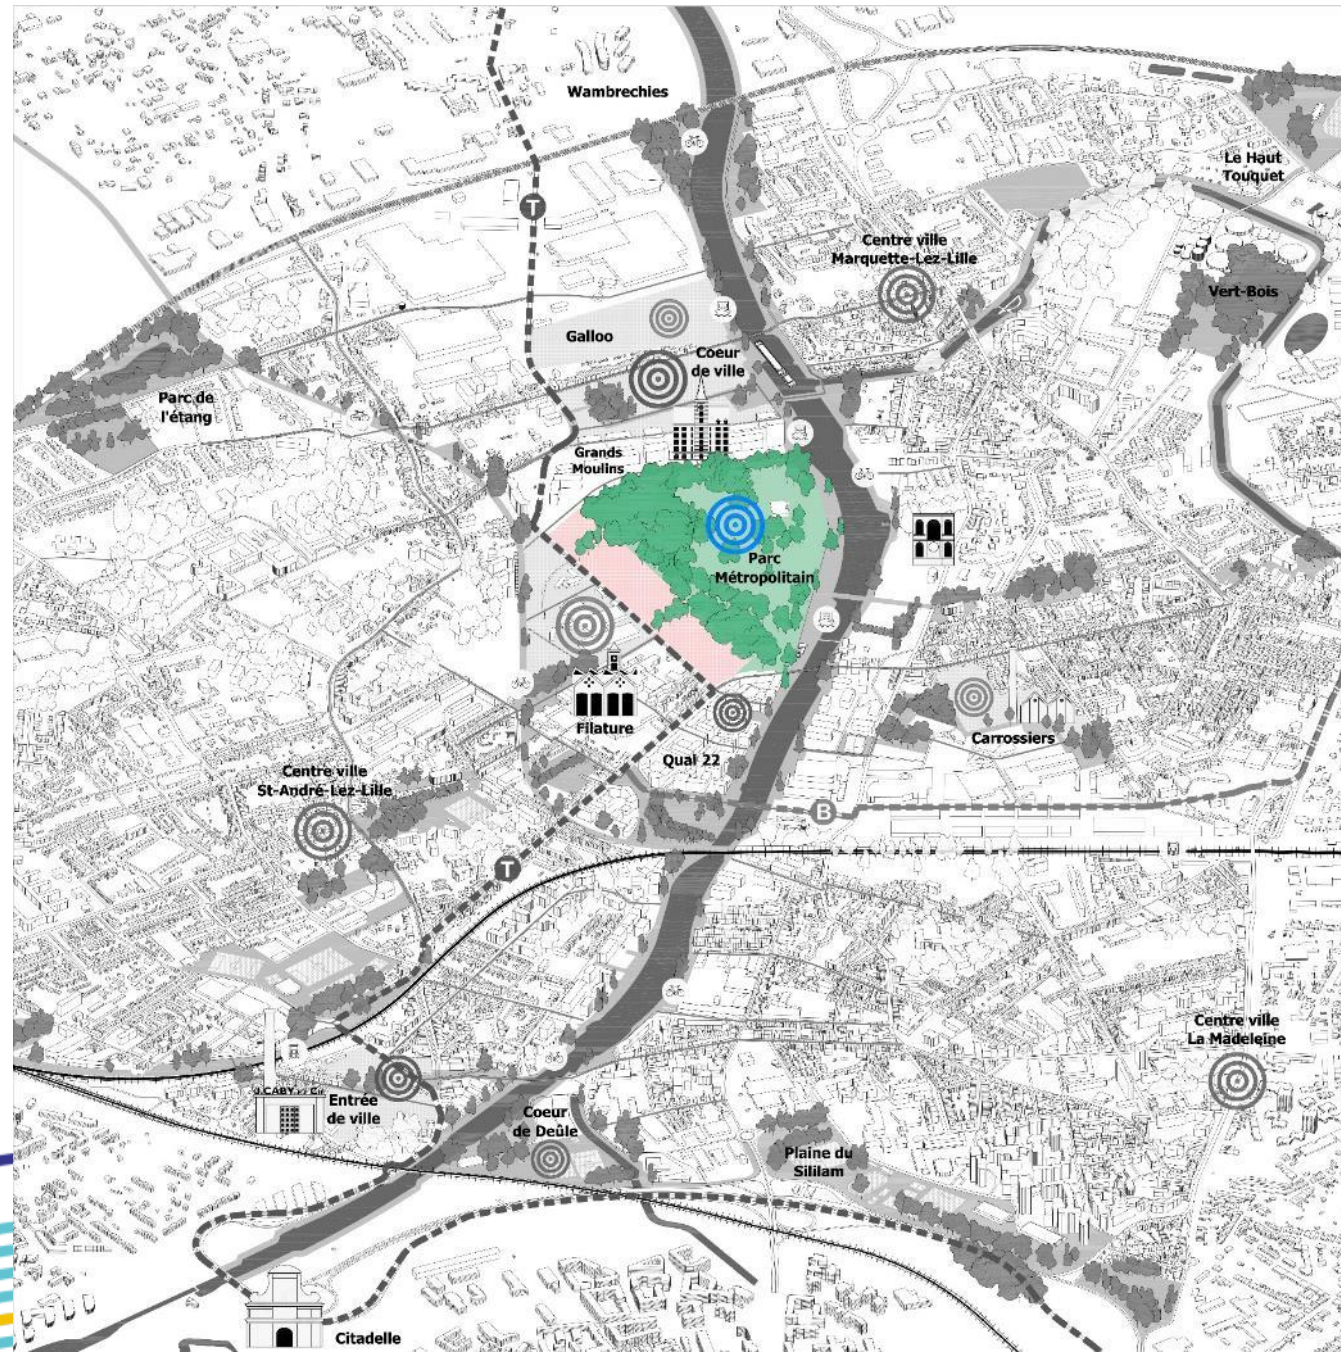 Wambrechies
Le Haut
Touquet
T
Centre ville
Marquette-Lez-Lille
Vert-Bois
Galloo
Coeur
de ville
Parc de
l'étang
Grands
Moulins
Parc
Métropolitain
Filature
Carrossiers
Quai 22
Centre ville
St-André-Lez-Lille
B
T
Centre ville
La Madeleine
Entrée
de ville
Coeur
de Deûle
Plaine du
Sililam
Citadelle